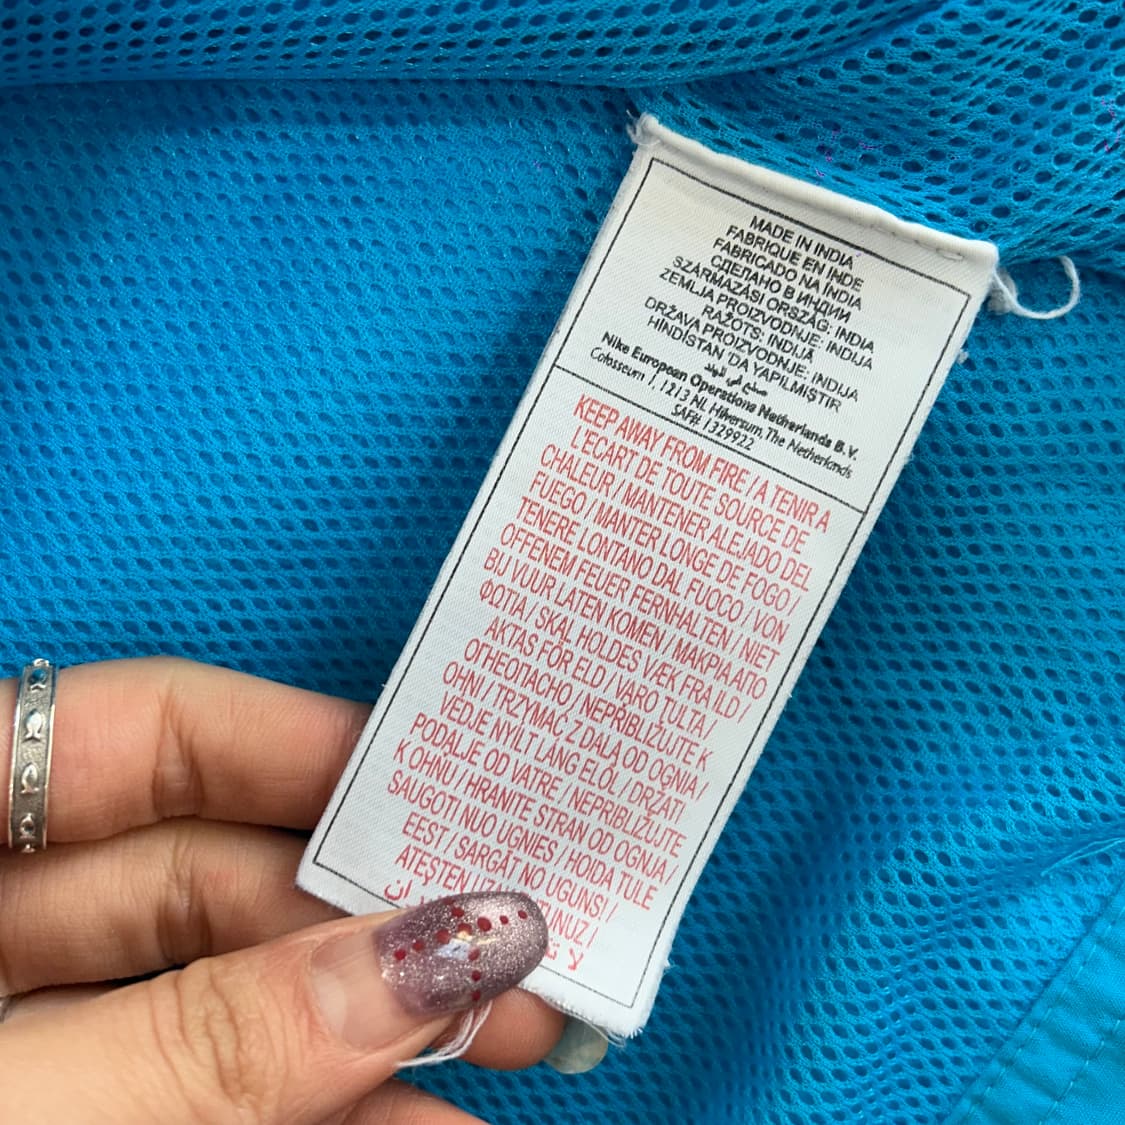 MADE IN INDIA
FABRIQUE EN INDE
FABRICADO NA ÍNDIA
СДЕЛАНО В ИНДИИ
SZÁRMAZÁSI ORSZÁG: INDIA
ZEMLJA PROIZVODNJE: INDIJA
RAŽOTS: INDIJĀ
DRŽAVA PROIZVODNJE: INDIJA
HİNDİSTAN 'DA YAPILMIŞTIR
صنع في الهند
Nike European Operations Netherlands B.V.
Colosseum 1, 1213 NL Hilversum, The Netherlands
SAF# 1329922
KEEP AWAY FROM FIRE / A TENIR A
L'ECART DE TOUTE SOURCE DE
CHALEUR / MANTENER ALEJADO DEL
FUEGO / MANTER LONGE DE FOGO /
TENERE LONTANO DAL FUOCO / VON
OFFENEM FEUER FERNHALTEN / NIET
BIJ VUUR LATEN KOMEN / ΜΑΚΡΙΑ ΑΠΟ
ΦΩΤΙΑ / SKAL HOLDES VÆK FRA ILD /
AKTAS FÖR ELD / VARO TULTA /
ОГНЕОПАСНО / NEPŘIBLIŽUJTE K
OHNI / TRZYMAĆ Z DALA OD OGNIA /
VEDJE NYÍLT LÁNG ELŐL / DRŽATI
PODALJE OD VATRE / NEPRIBLIŽUJTE
K OHŇU / HRANITE STRAN OD OGNJA /
SAUGOTI NUO UGNIES / HOIDA TULE
EEST / SARGĀT NO UGUNS! /
ATEŞTEN UZAK TUTUNUZ /